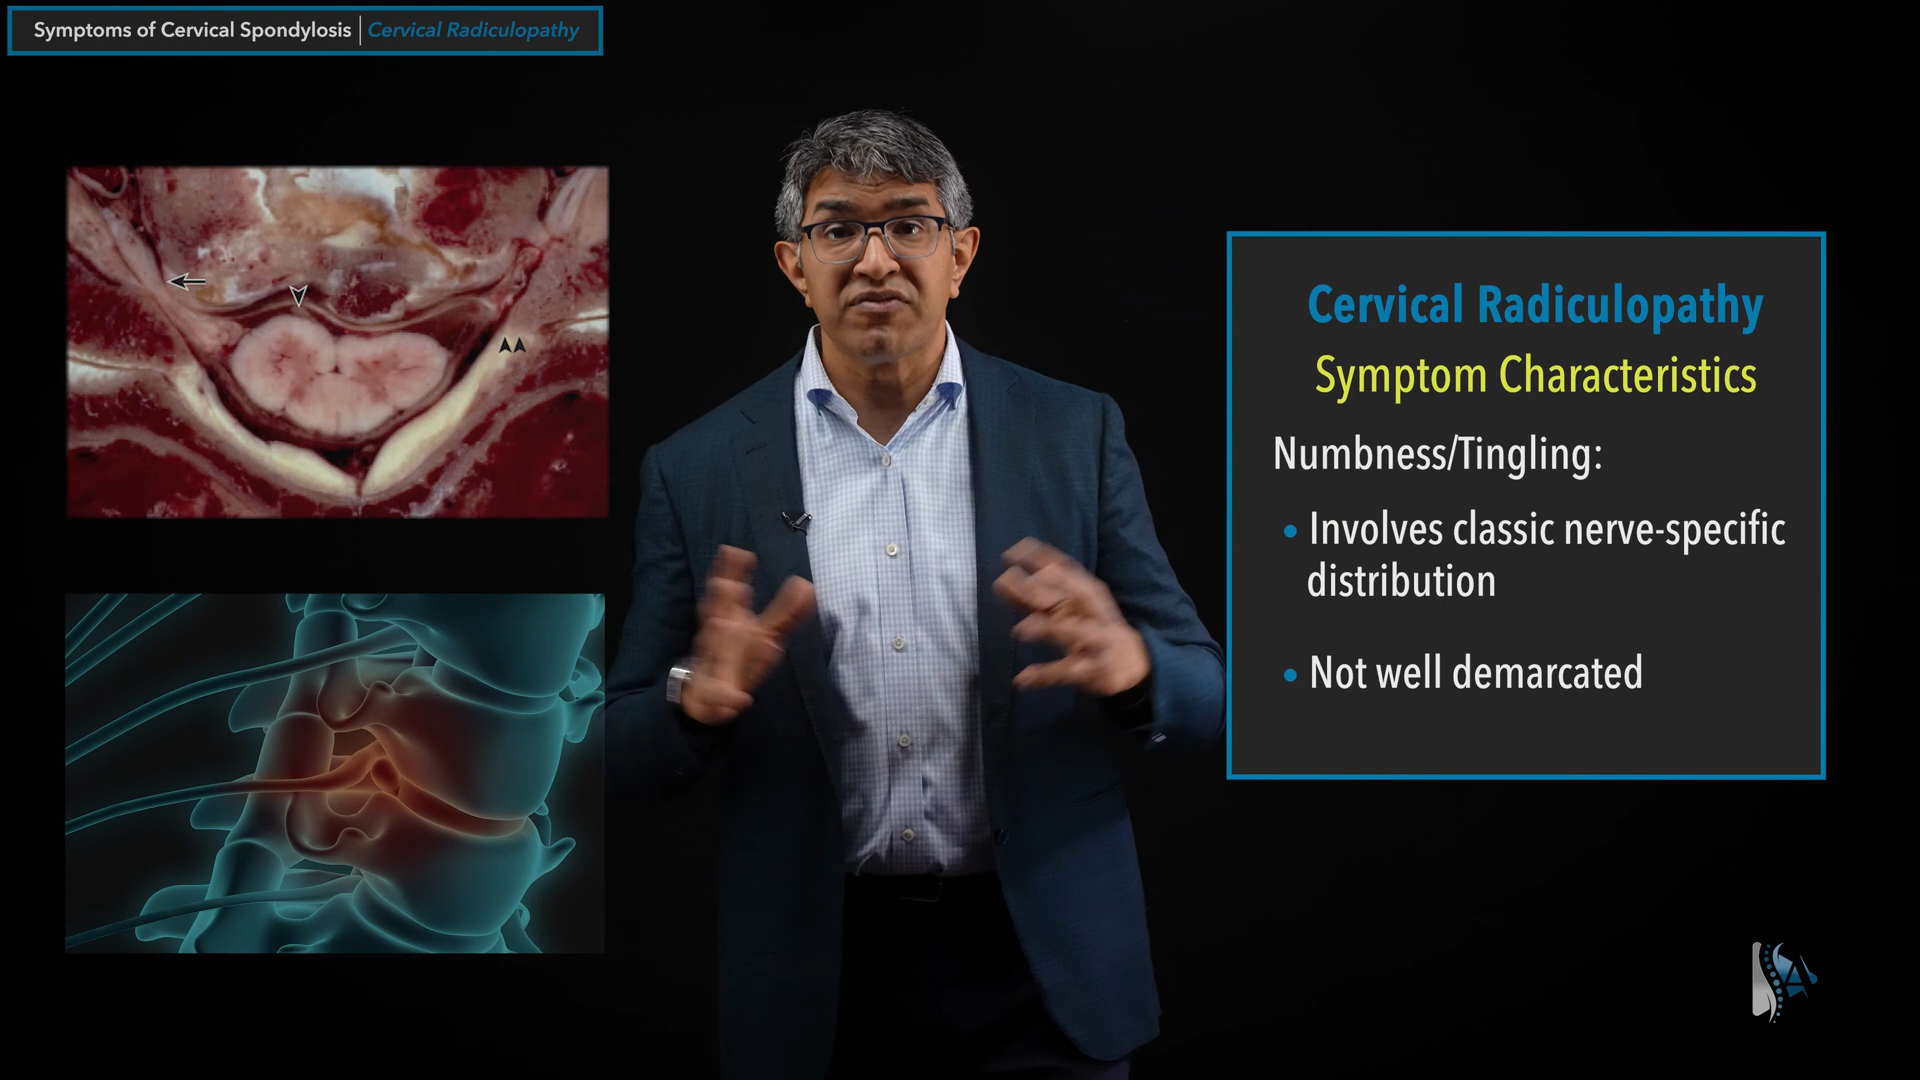 Symptoms of Cervical Spondylosis | Cervical Radiculopathy
Cervical Radiculopathy
Symptom Characteristics
Numbness/Tingling:
• Involves classic nerve-specific
distribution
• Not well demarcated
A